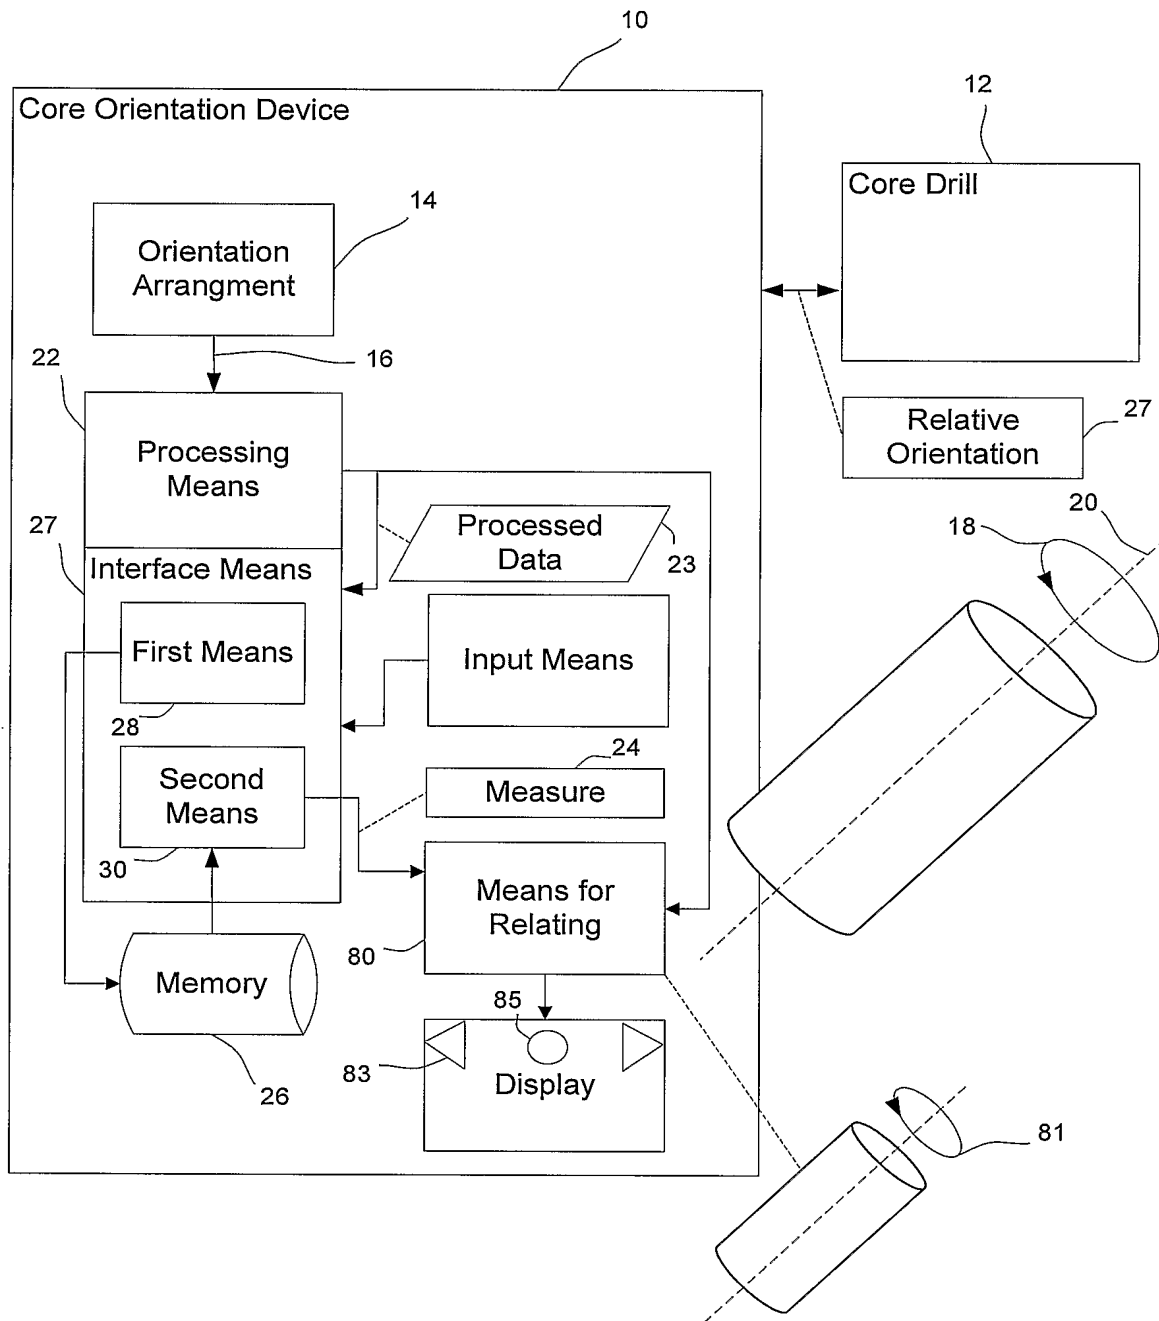 10
Core Orientation Device
12
Core Drill
14
Orientation
Arrangment
16
22
Processing
Means
Relative
Orientation
27
27
Processed
Data
23
20
18
Interface Means
First Means
28
Input Means
24
Second
Means
30
Measure
Means for
Relating
80
Memory
26
85
83
Display
81